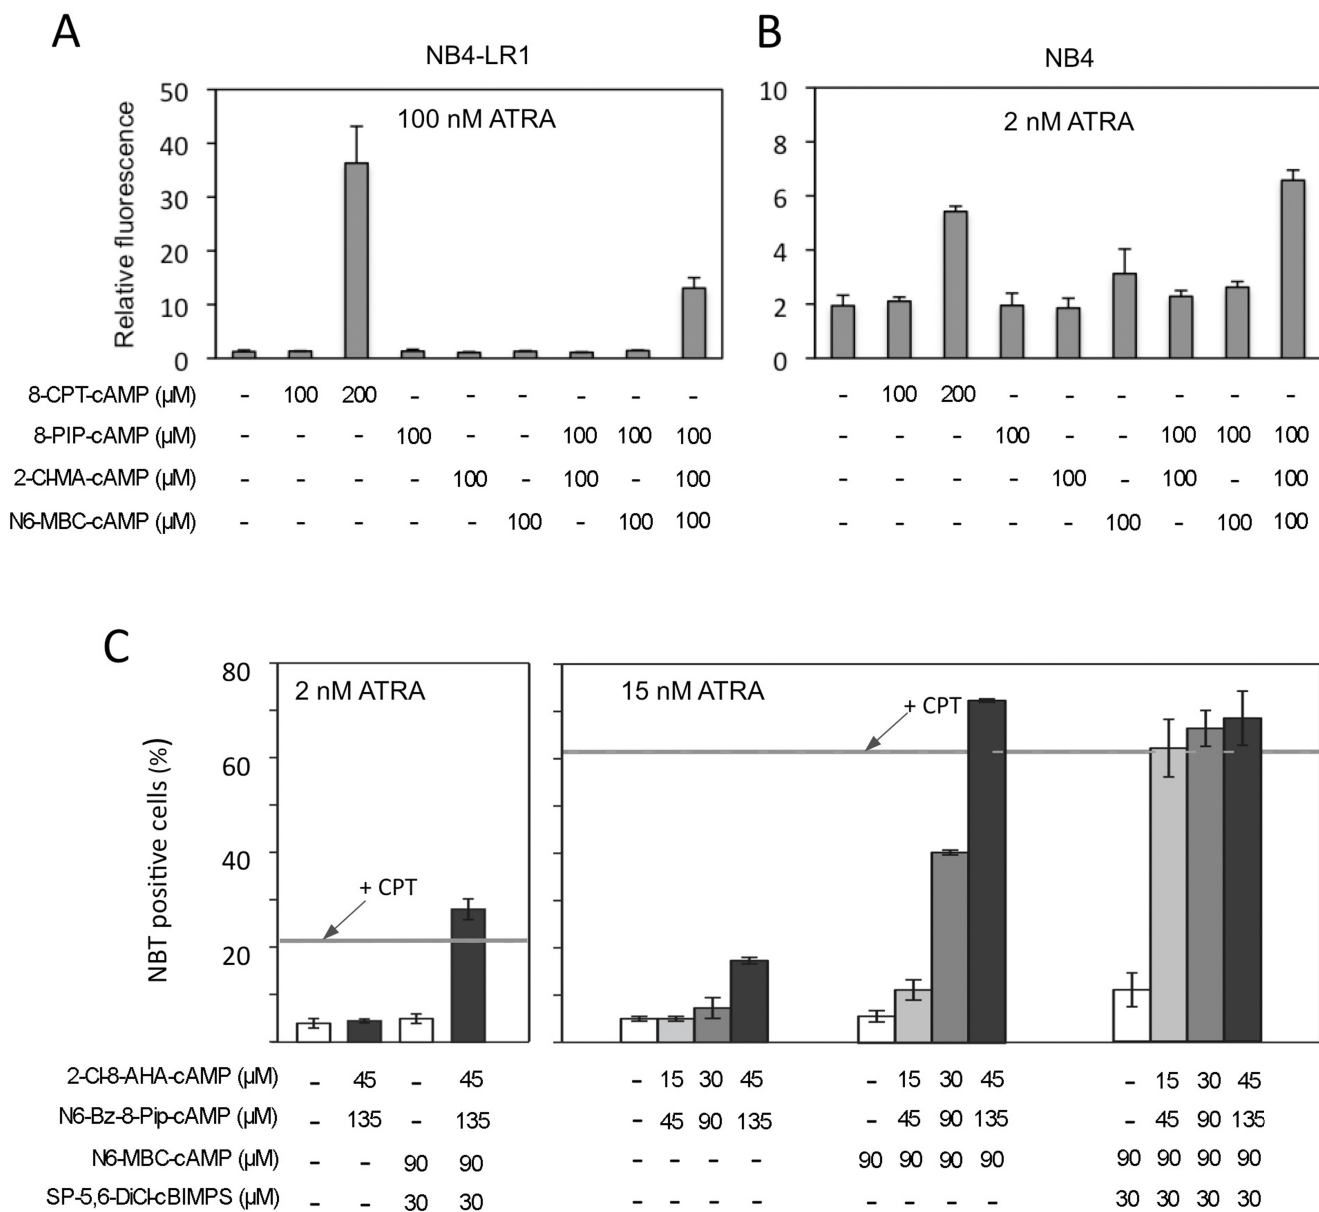 A
NB4-LR1
100 nM ATRA
Relative fluorescence
50
40
30
20
10
0
8-CPT-cAMP (µM) - 100 200 - - - - - -
8-PIP-cAMP (µM) - - - 100 - - 100 100 100
2-Cl-MA-cAMP (µM) - - - - 100 - 100 - 100
N6-MBC-cAMP (µM) - - - - - 100 - 100 100
B
NB4
2 nM ATRA
10
8
6
4
2
0
- 100 200 - - - - - -
- - - 100 - - 100 100 100
- - - - 100 - 100 - 100
- - - - - 100 - 100 100
C
NBT positive cells (%)
80
60
40
20
2 nM ATRA
+ CPT
15 nM ATRA
+ CPT
2-Cl-8-AHA-cAMP (µM) - 45 - 45 - 15 30 45 - 15 30 45 - 15 30 45
N6-Bz-8-Pip-cAMP (µM) - 135 - 135 - 45 90 135 - 45 90 135 - 45 90 135
N6-MBC-cAMP (µM) - - 90 90 - - - - 90 90 90 90 90 90 90 90
SP-5,6-DiCl-cBIMPS (µM) - - 30 30 - - - - - - - - 30 30 30 30